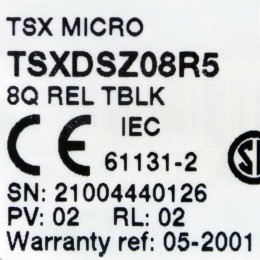 TSX MICRO
TSXDSZ08R5
8Q REL TBLK
CE IEC
61131-2
SN: 21004440126
PV: 02 RL: 02
Warranty ref: 05-2001